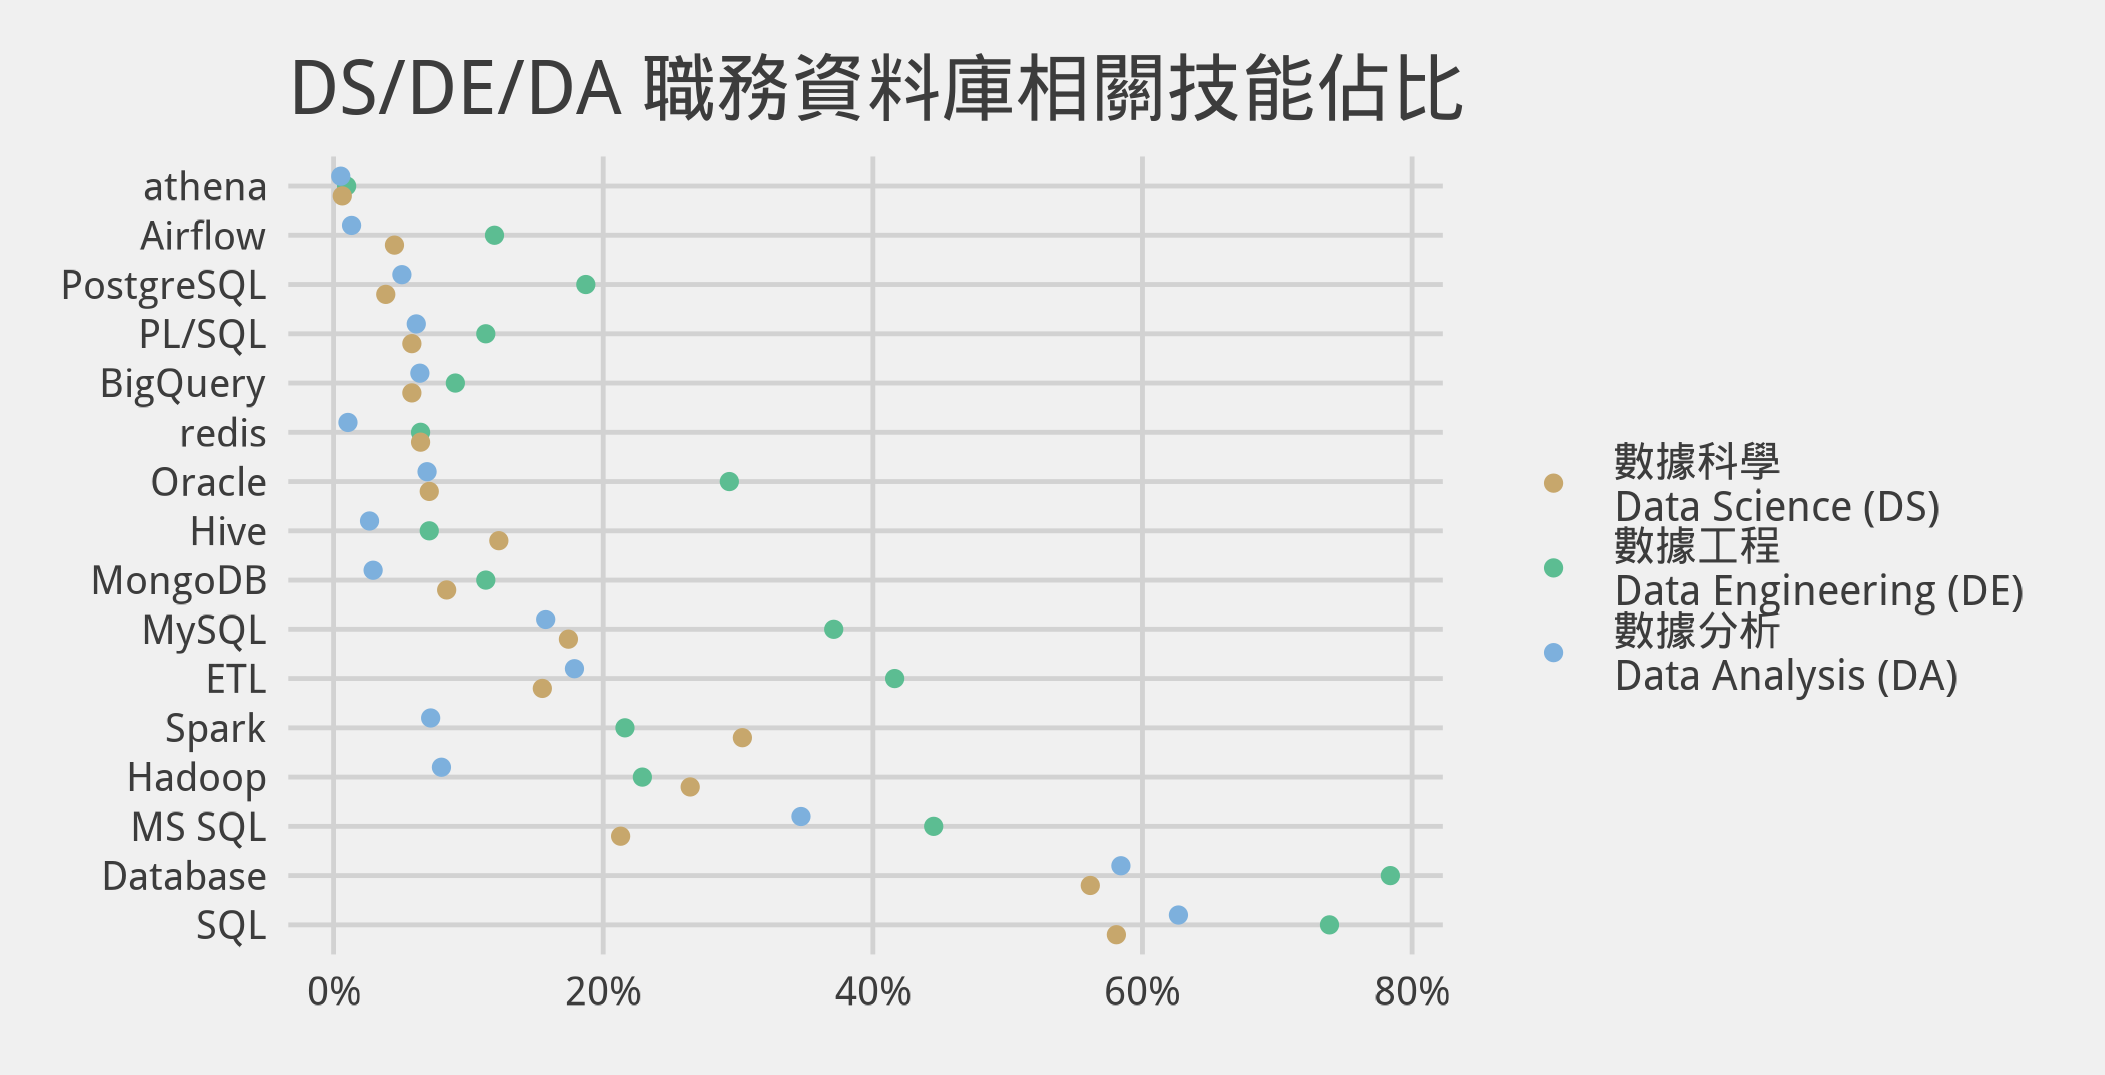 DS/DE/DA 職務資料庫相關技能佔比
athena
Airflow
PostgreSQL
PL/SQL
BigQuery
redis
Oracle
Hive
MongoDB
MySQL
ETL
Spark
Hadoop
MS SQL
Database
SQL
0% 20% 40% 60% 80%
數據科學
Data Science (DS)
數據工程
Data Engineering (DE)
數據分析
Data Analysis (DA)